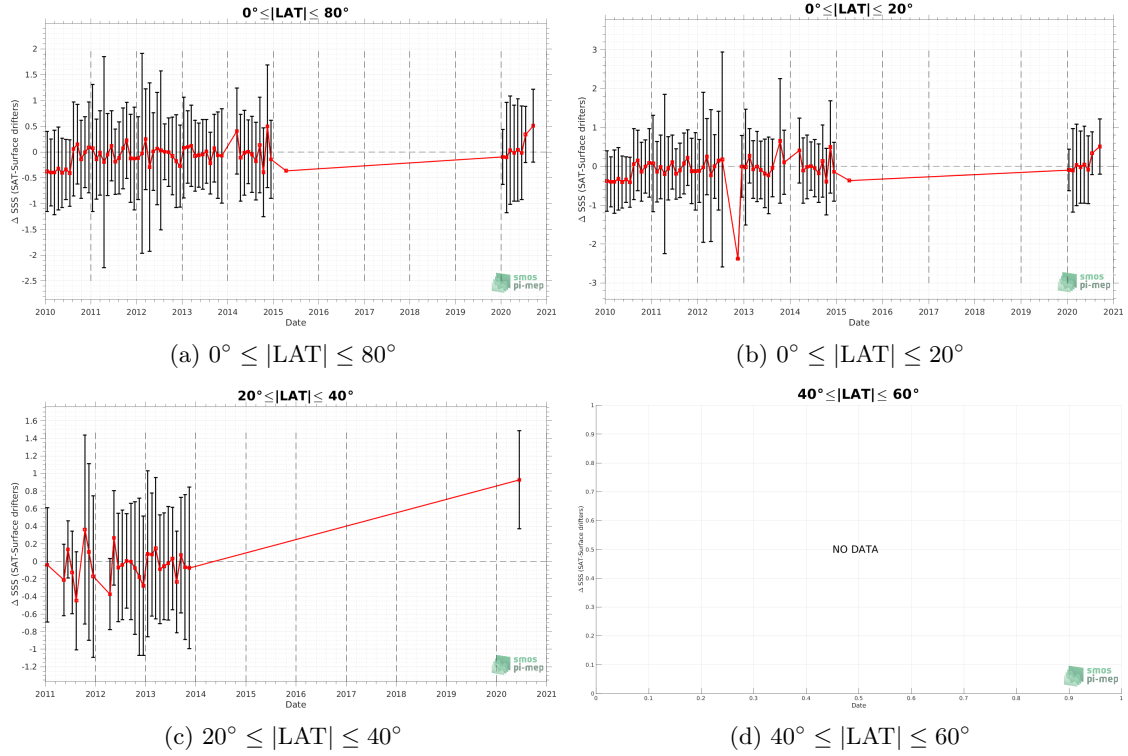 0°≤|LAT|≤ 80°
Δ SSS (SAT-Surface drifters)
2
1.5
1
0.5
0
-0.5
-1
-1.5
-2
-2.5
2010 2011 2012 2013 2014 2015 2016 2017 2018 2019 2020 2021
Date
smos
pi-mep
(a) 0° ≤ |LAT| ≤ 80°
0°≤|LAT|≤ 20°
Δ SSS (SAT-Surface drifters)
3
2
1
0
-1
-2
-3
2010 2011 2012 2013 2014 2015 2016 2017 2018 2019 2020 2021
Date
smos
pi-mep
(b) 0° ≤ |LAT| ≤ 20°
20°≤|LAT|≤ 40°
Δ SSS (SAT-Surface drifters)
1.6
1.4
1.2
1
0.8
0.6
0.4
0.2
0
-0.2
-0.4
-0.6
-0.8
-1
-1.2
2011 2012 2013 2014 2015 2016 2017 2018 2019 2020 2021
Date
smos
pi-mep
(c) 20° ≤ |LAT| ≤ 40°
40°≤|LAT|≤ 60°
Δ SSS (SAT-Surface drifters)
1
0.9
0.8
0.7
0.6
0.5
0.4
0.3
0.2
0.1
0
NO DATA
0 0.1 0.2 0.3 0.4 0.5 0.6 0.7 0.8 0.9 1
Date
smos
pi-mep
(d) 40° ≤ |LAT| ≤ 60°